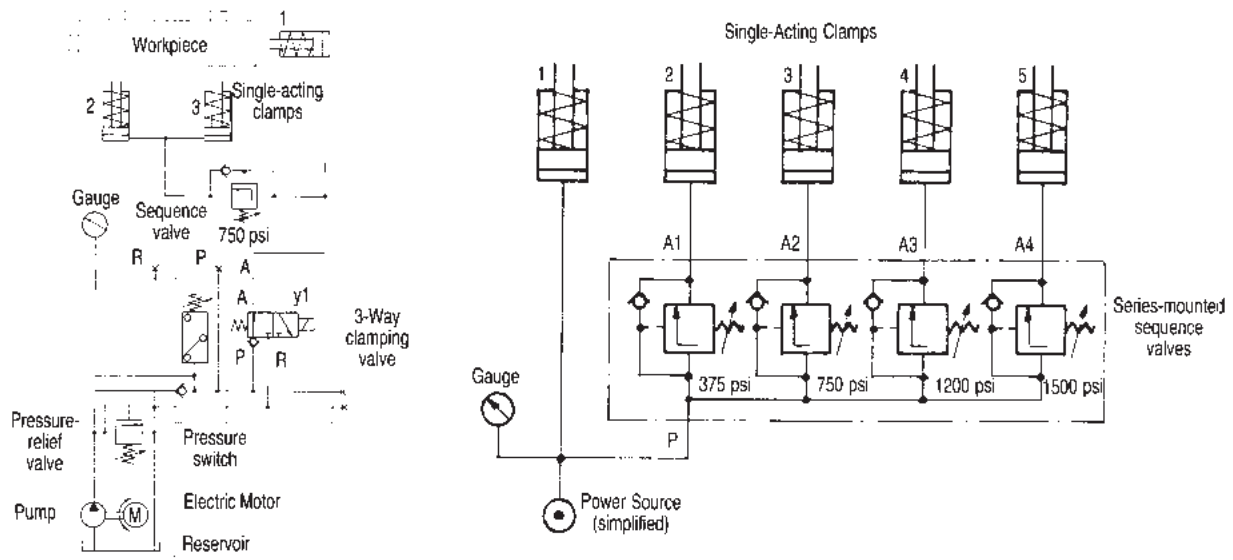 1
Workpiece
2
3
Single-acting
clamps
Gauge
Sequence
valve
750 psi
R
P
A
A
y1
3-Way
clamping
valve
P
R
Pressure-
relief
valve
Pressure
switch
Pump
M
Electric Motor
Reservoir
Single-Acting Clamps
1
2
3
4
5
A1
A2
A3
A4
Series-mounted
sequence
valves
375 psi
750 psi
1200 psi
1500 psi
Gauge
P
Power Source
(simplified)